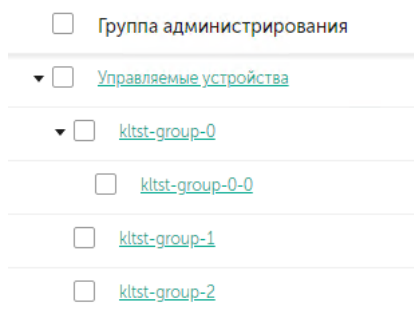 Группа администрирования
Управляемые устройства
kltst-group-0
kltst-group-0-0
kltst-group-1
kltst-group-2